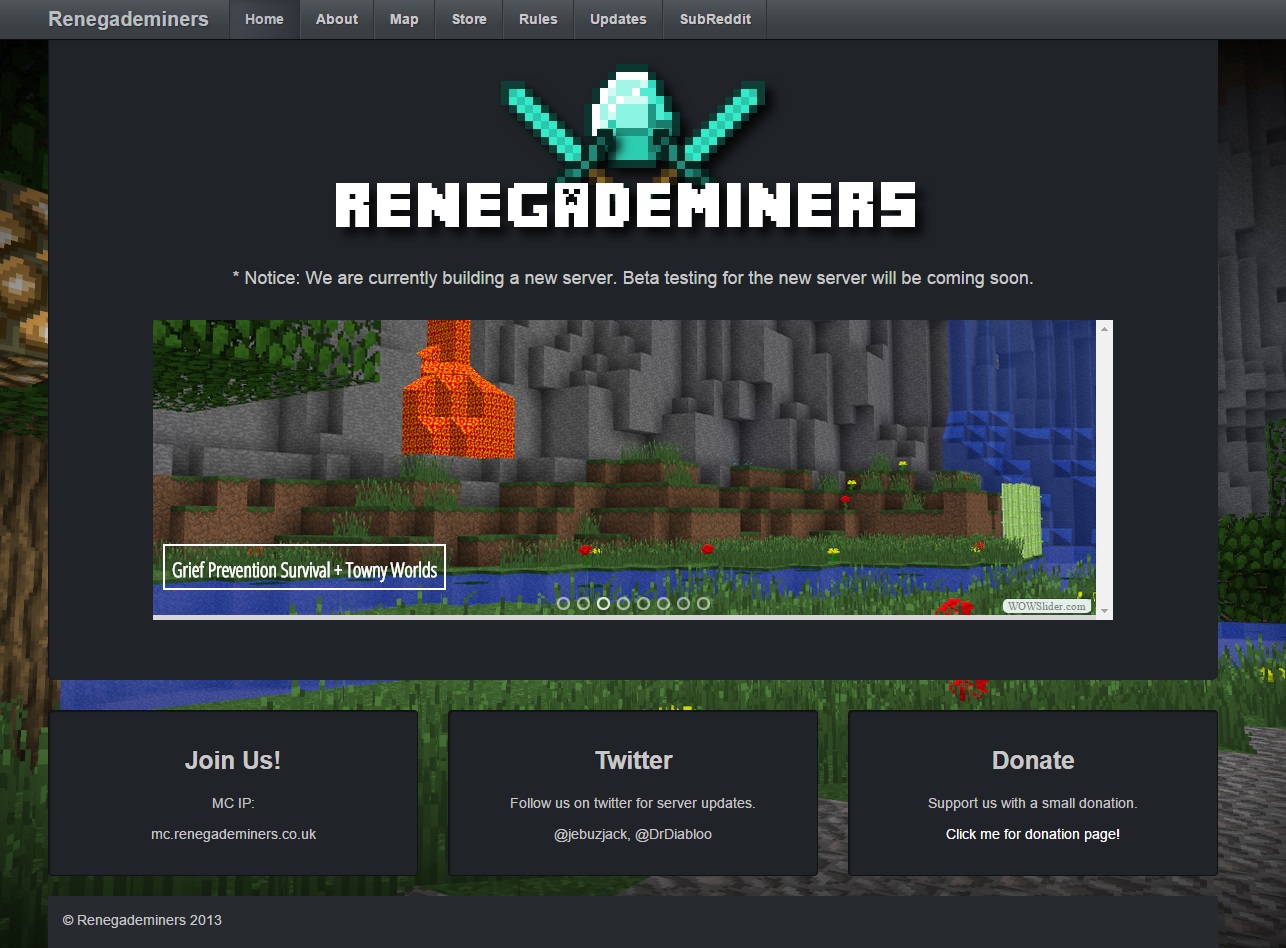 Renegademiners
Home
About
Map
Store
Rules
Updates
SubReddit
RENEGADEMINERS
* Notice: We are currently building a new server. Beta testing for the new server will be coming soon.
Grief Prevention Survival + Towny Worlds
WOWSlider.com
Join Us!
MC IP:
mc.renegademiners.co.uk
Twitter
Follow us on twitter for server updates.
@jebuzjack, @DrDiabloo
Donate
Support us with a small donation.
Click me for donation page!
© Renegademiners 2013